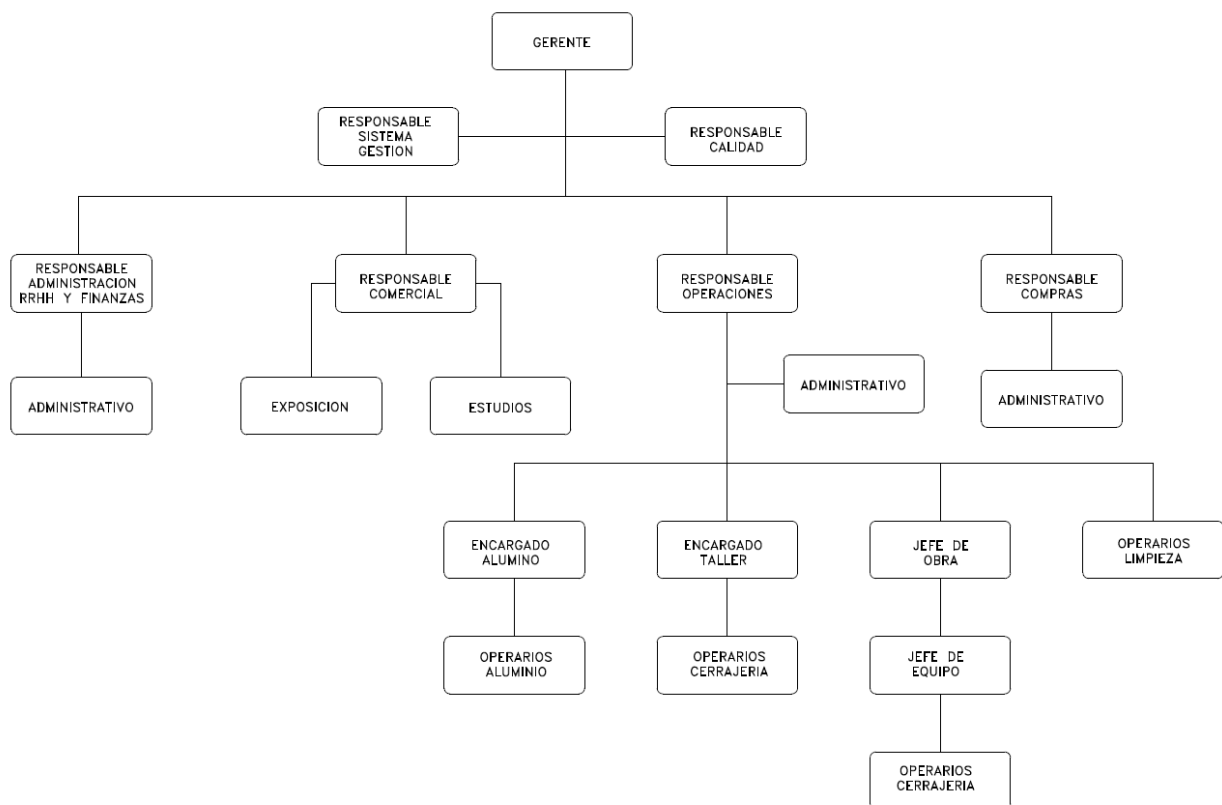 GERENTE
RESPONSABLE
SISTEMA
GESTION
RESPONSABLE
CALIDAD
RESPONSABLE
ADMINISTRACION
RRHH Y FINANZAS
RESPONSABLE
COMERCIAL
RESPONSABLE
OPERACIONES
RESPONSABLE
COMPRAS
ADMINISTRATIVO
EXPOSICION
ESTUDIOS
ADMINISTRATIVO
ADMINISTRATIVO
ENCARGADO
ALUMINO
ENCARGADO
TALLER
JEFE DE
OBRA
OPERARIOS
LIMPIEZA
OPERARIOS
ALUMINIO
OPERARIOS
CERRAJERIA
JEFE DE
EQUIPO
OPERARIOS
CERRAJERIA